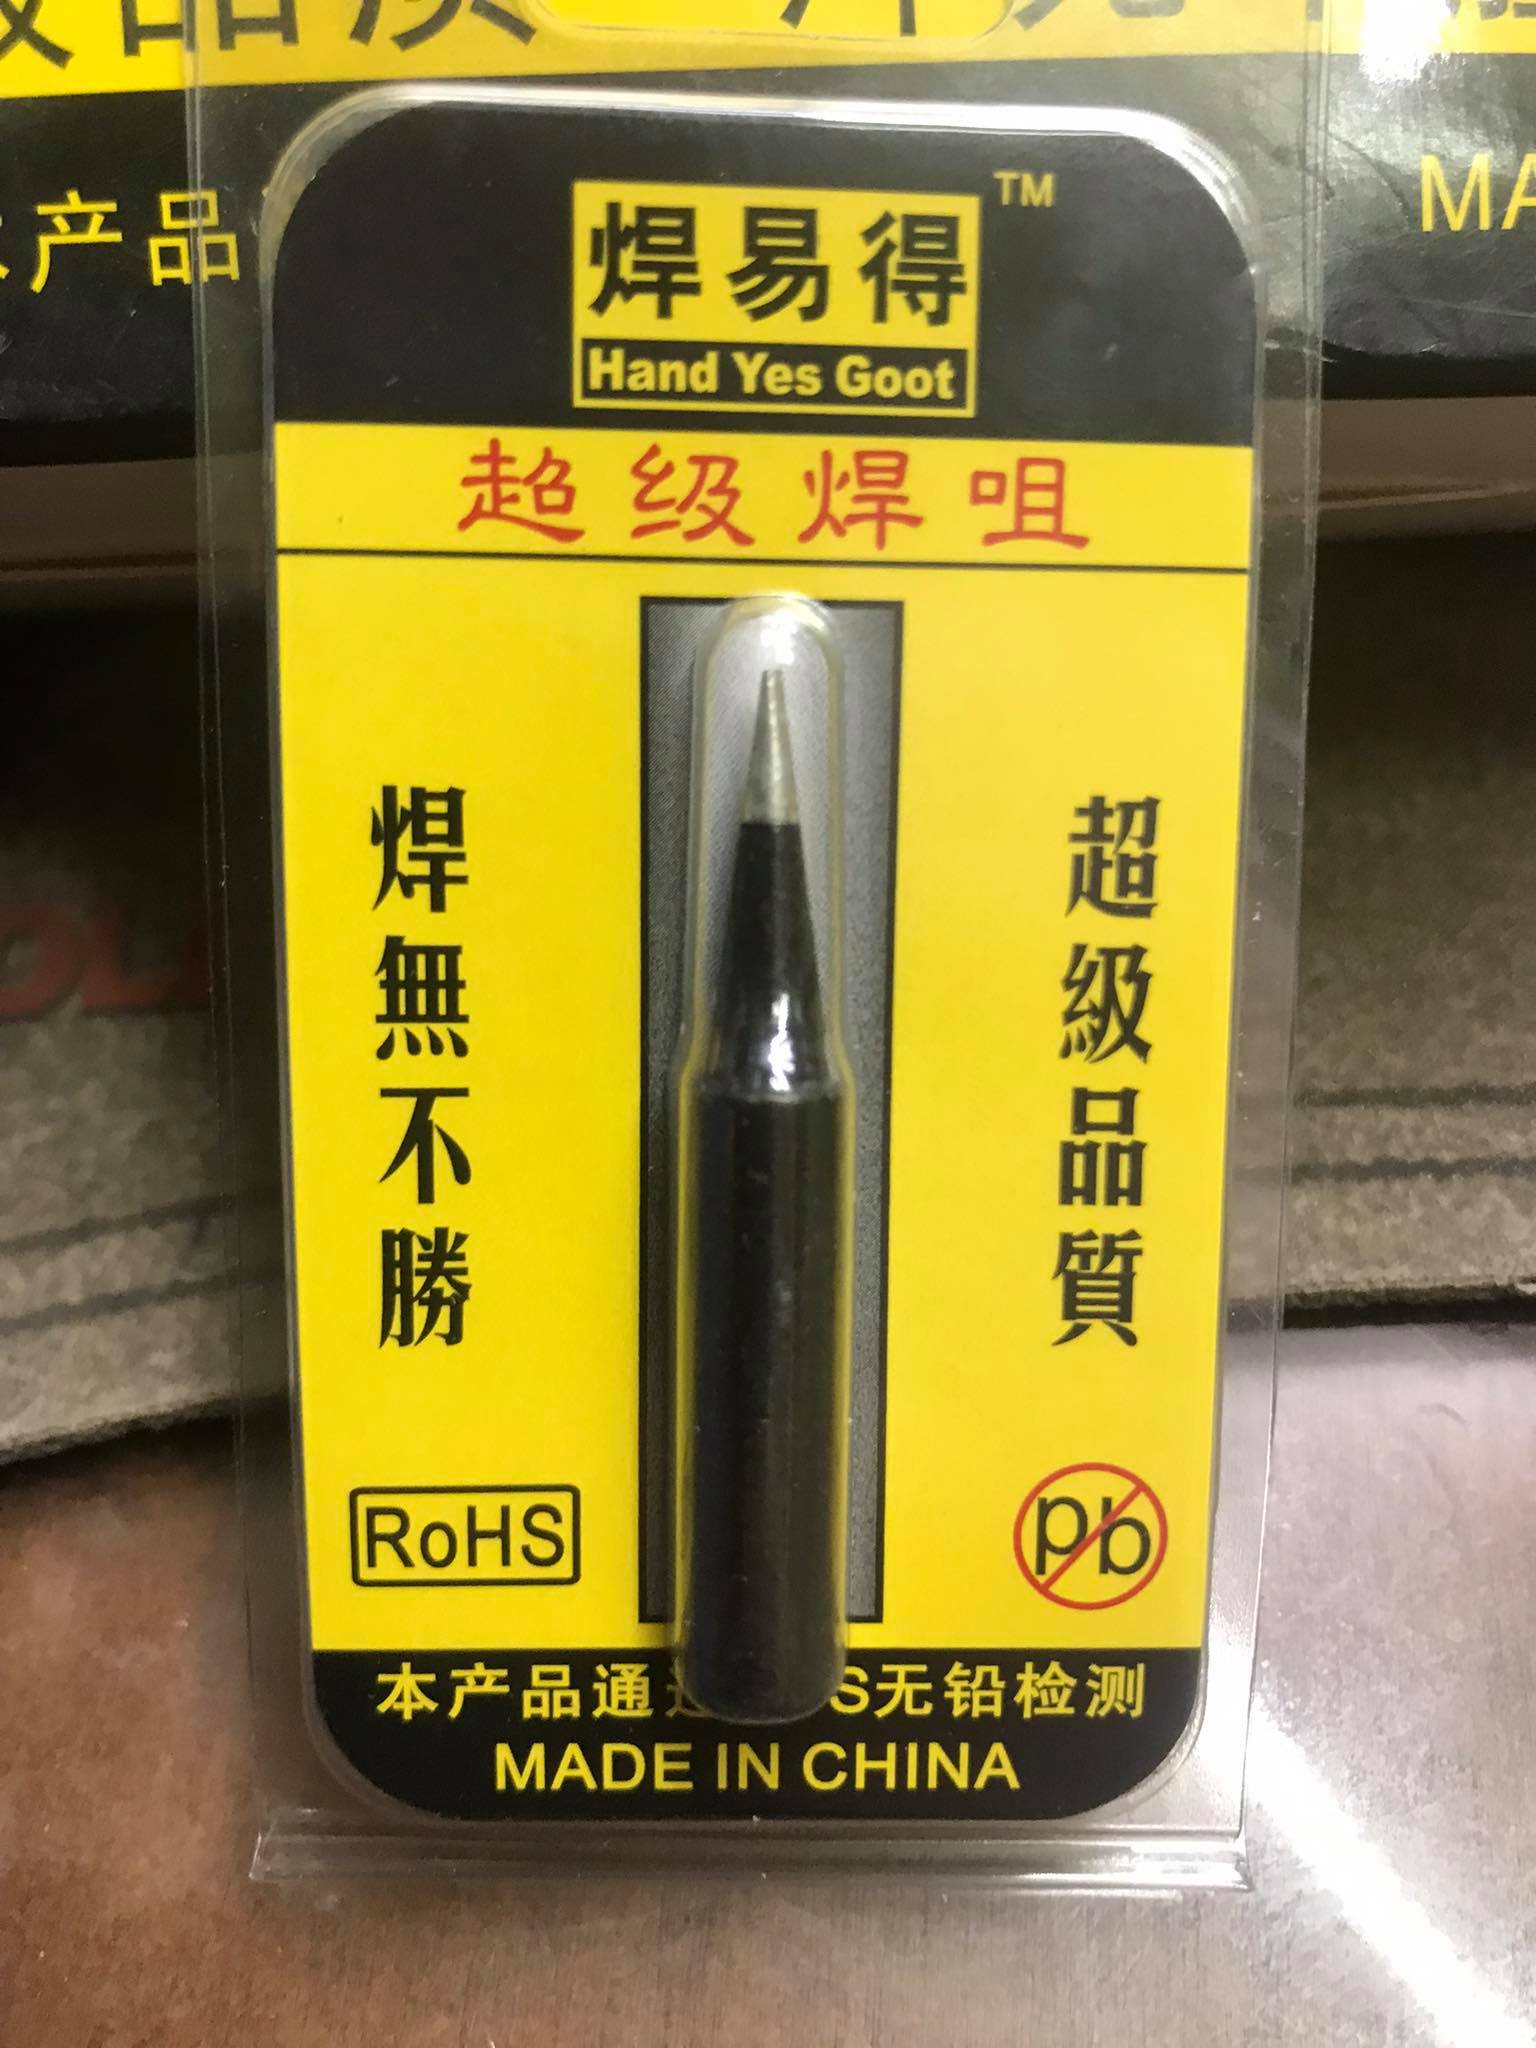 产品
MA
焊易得 TM
Hand Yes Goot
超级焊咀
焊無不勝
超級品質
RoHS
pb
本产品通 S无铅检测
MADE IN CHINA